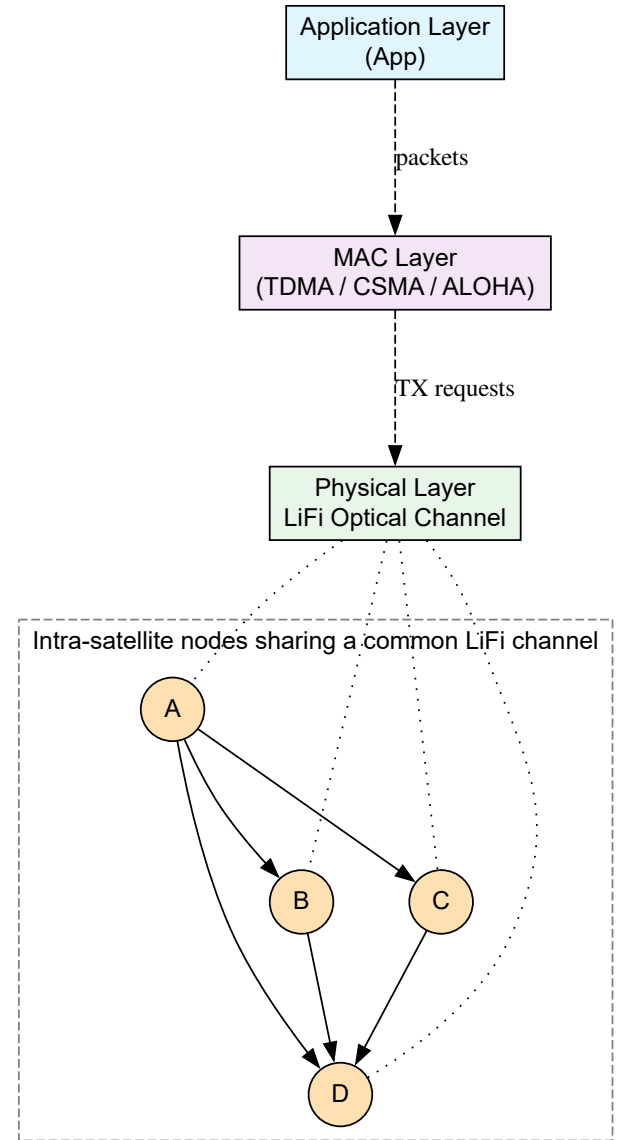 Application Layer
(App)
packets
MAC Layer
(TDMA / CSMA / ALOHA)
TX requests
Physical Layer
LiFi Optical Channel
Intra-satellite nodes sharing a common LiFi channel
A
B
C
D